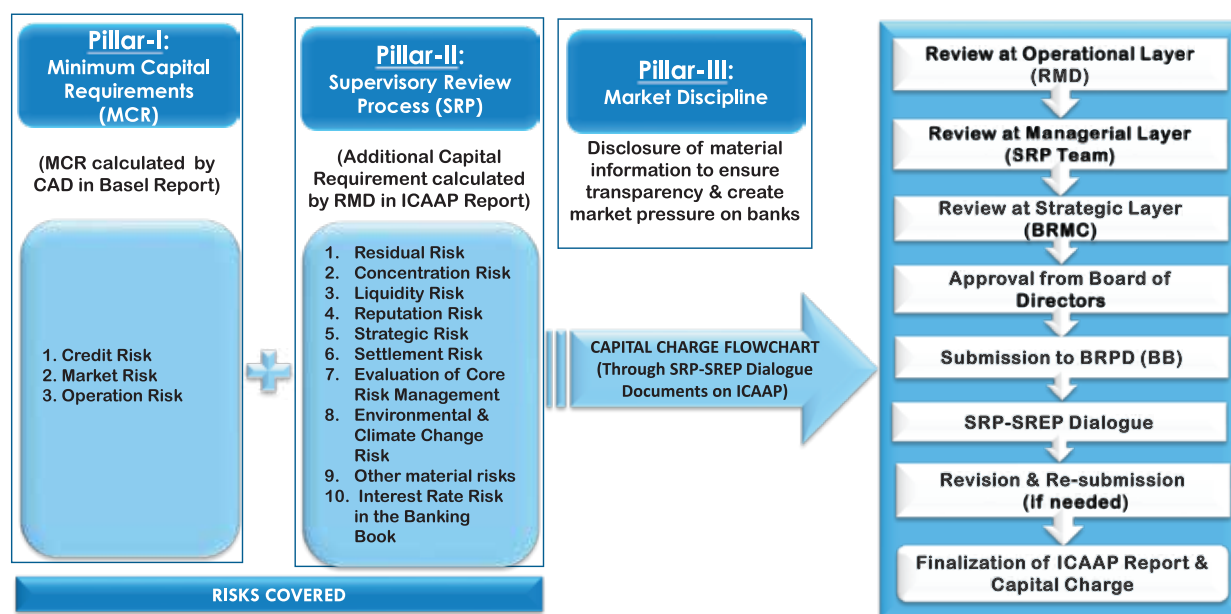 Pillar-I:
Minimum Capital
Requirements
(MCR)
(MCR calculated by
CAD in Basel Report)
1. Credit Risk
2. Market Risk
3. Operation Risk
Pillar-II:
Supervisory Review
Process (SRP)
(Additional Capital
Requirement calculated
by RMD in ICAAP Report)
1. Residual Risk
2. Concentration Risk
3. Liquidity Risk
4. Reputation Risk
5. Strategic Risk
6. Settlement Risk
7. Evaluation of Core
Risk Management
8. Environmental &
Climate Change
Risk
9. Other material risks
10. Interest Rate Risk
in the Banking
Book
RISKS COVERED
Pillar-III:
Market Discipline
Disclosure of material
information to ensure
transparency & create
market pressure on banks
CAPITAL CHARGE FLOWCHART
(Through SRP-SREP Dialogue
Documents on ICAAP)
Review at Operational Layer
(RMD)
Review at Managerial Layer
(SRP Team)
Review at Strategic Layer
(BRMC)
Approval from Board of
Directors
Submission to BRPD (BB)
SRP-SREP Dialogue
Revision & Re-submission
(if needed)
Finalization of ICAAP Report &
Capital Charge